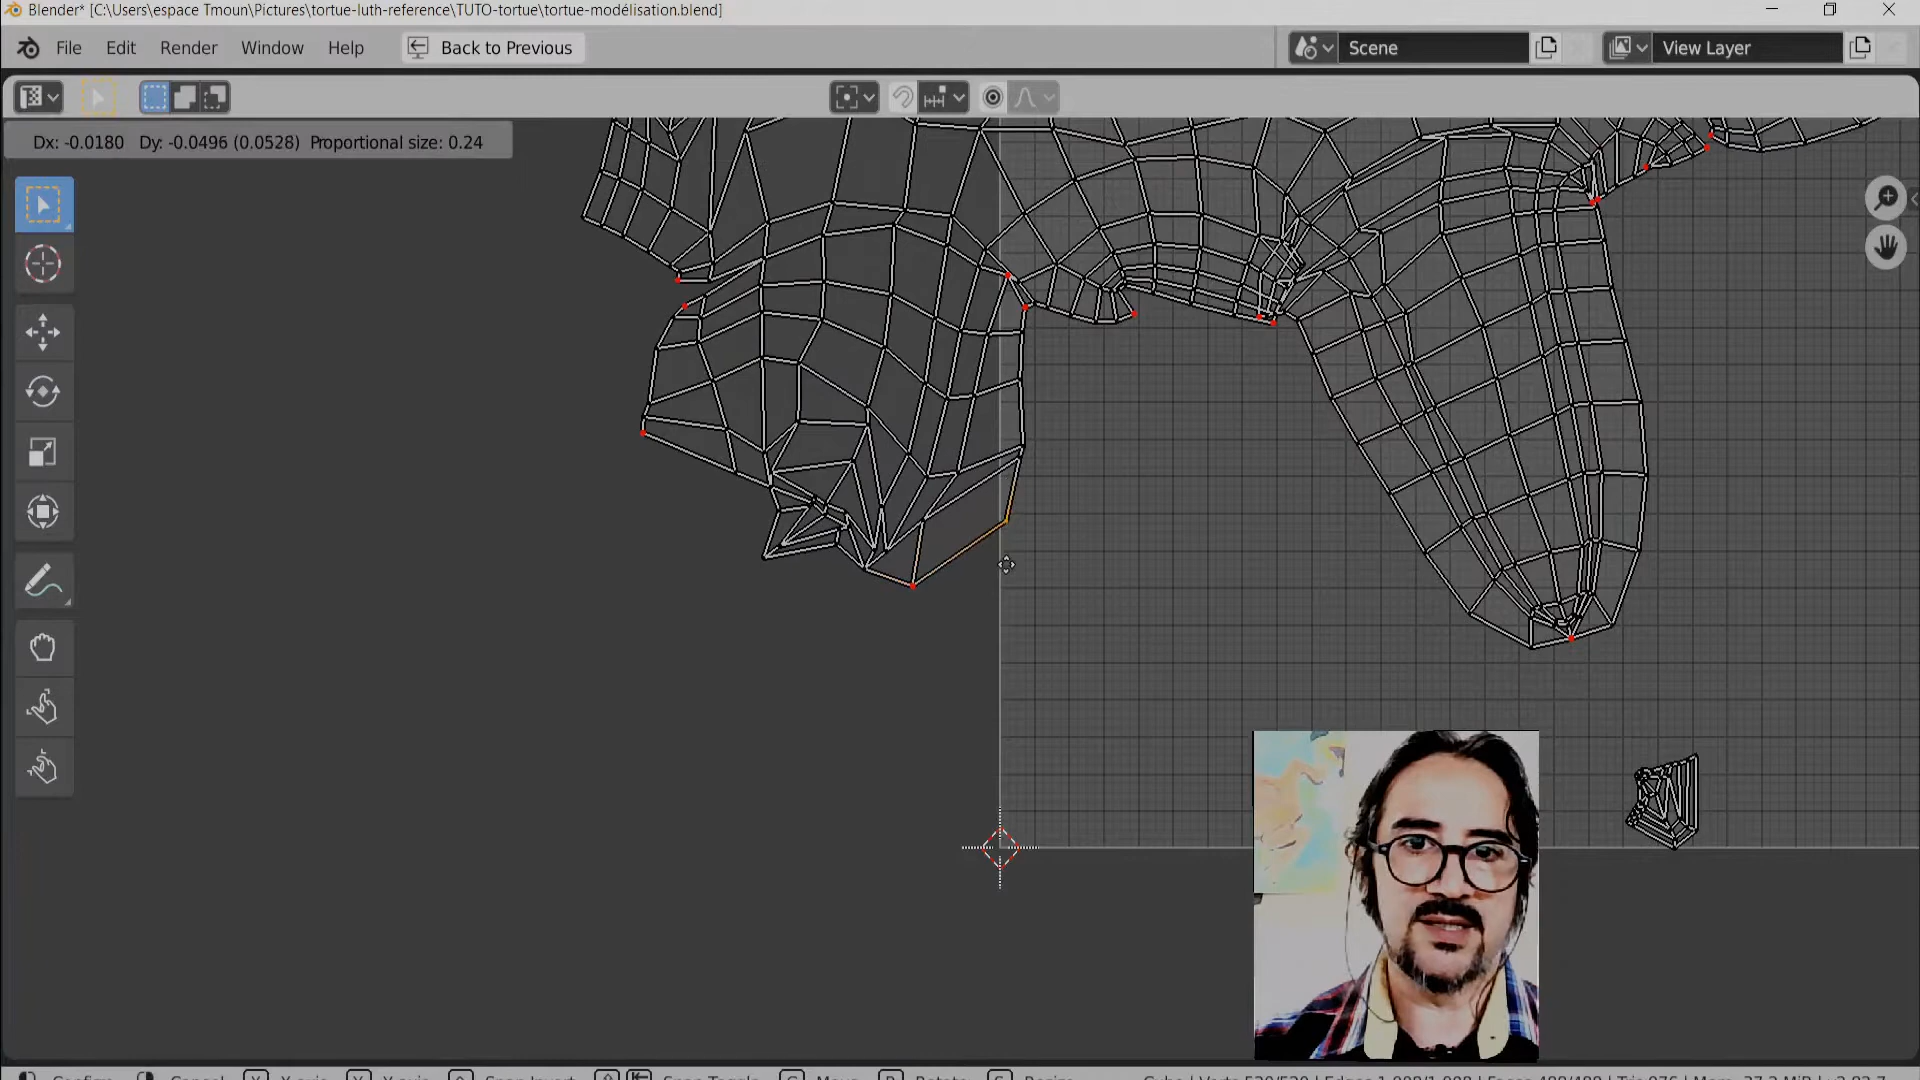 Blender* [C:\Users\espace Tmoun\Pictures\tortue-luth-reference\TUTO-tortue\tortue-modélisation.blend]
File Edit Render Window Help Back to Previous Scene View Layer
Dx: -0.0180 Dy: -0.0496 (0.0528) Proportional size: 0.24